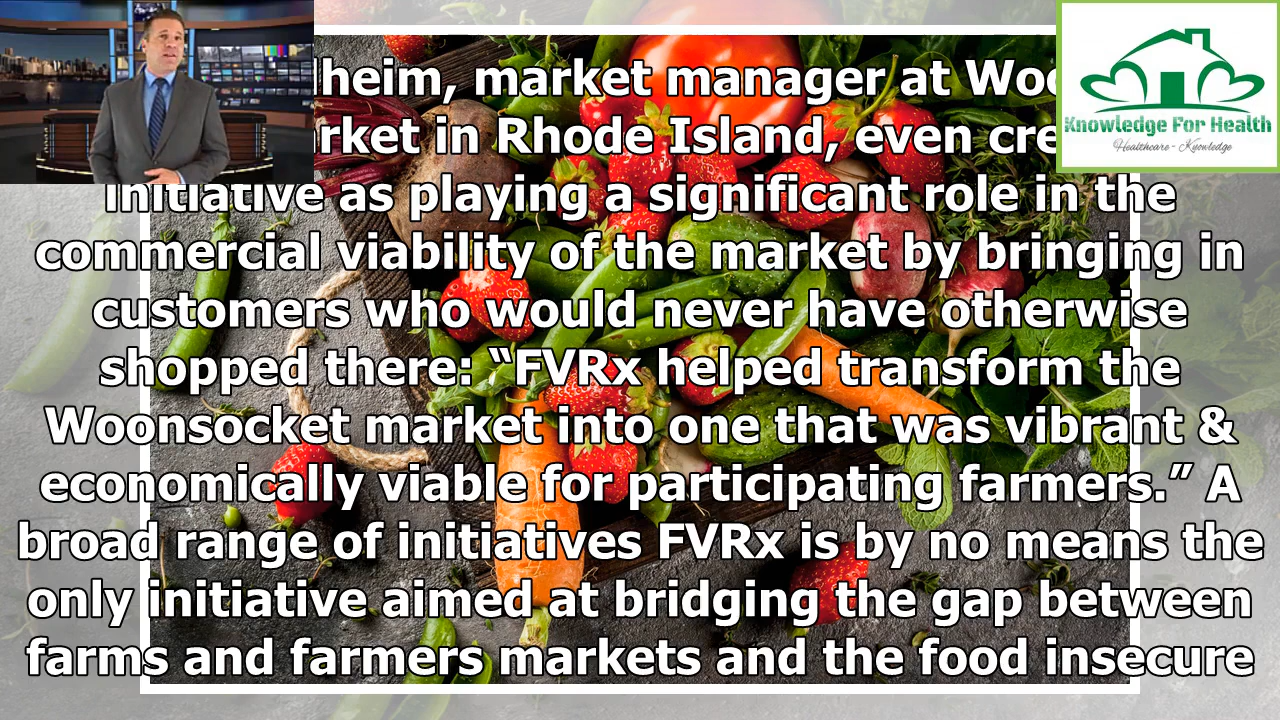 market manager at
in Rhode Island, even
initiative as playing a significant role in the
commercial viability of the market by bringing in
customers who would never have otherwise
shopped there: “FVRx helped transform the
Woonsocket market into one that was vibrant &
economically viable for participating farmers.” A
broad range of initiatives FVRx is by no means the
only initiative aimed at bridging the gap between
farms and farmers markets and the food insecure
Knowledge For Health
Healthcare - Knowledge